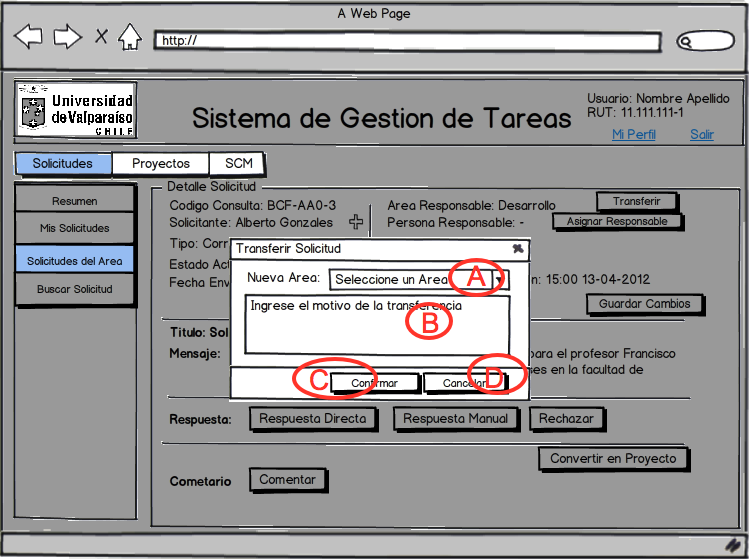 A Web Page
http://
Universidad
de Valparaíso
CHILE
Sistema de Gestion de Tareas
Usuario: Nombre Apellido
RUT: 11.111.111-1
Mi Perfil Salir
Solicitudes Proyectos SCM
Resumen
Mis Solicitudes
Solicitudes del Area
Buscar Solicitud
Detalle Solicitud
Codigo Consulta: BCF-AA0-3
Area Responsable: Desarrollo
Transferir
Solicitante: Alberto Gonzales
Persona Responsable: -
Asignar Responsable
Tipo: Corr
Estado Act
Fecha Env
n: 15:00 13-04-2012
Guardar Cambios
Transferir Solicitud
Nueva Area: Seleccione un Area
A
Ingrese el motivo de la transferencia
B
C
Confirmar
Cancelar
D
Titulo: Sol
Mensaje:
para el profesor Francisco
es en la facultad de
Respuesta: Respuesta Directa Respuesta Manual Rechazar
Convertir en Proyecto
Cometario Comentar